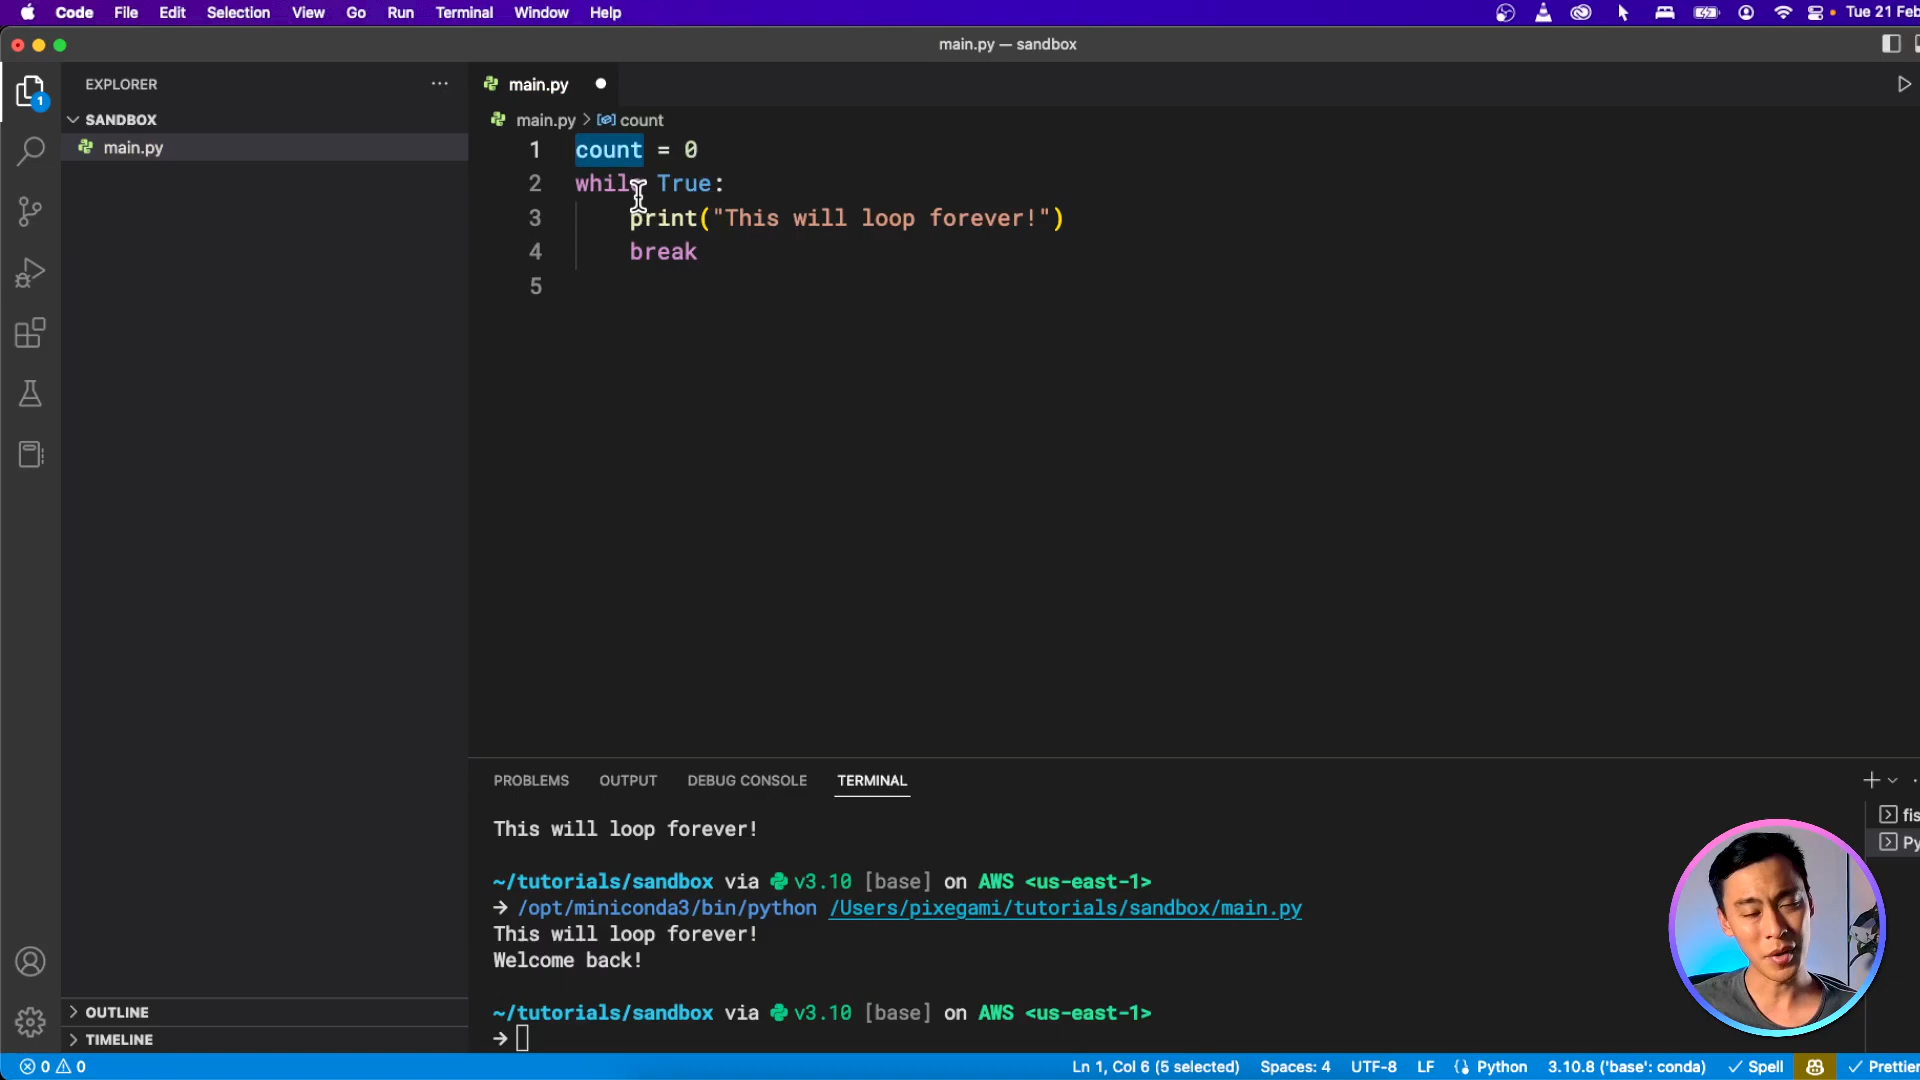 Code File Edit Selection View Go Run Terminal Window Help Tue 21 Feb
main.py — sandbox
EXPLORER
1
SANDBOX
main.py
OUTLINE
TIMELINE
main.py
main.py > count
1 count = 0
2 while True:
3 print("This will loop forever!")
4 break
5
PROBLEMS OUTPUT DEBUG CONSOLE TERMINAL
This will loop forever!
~/tutorials/sandbox via v3.10 [base] on AWS <us-east-1>
→ /opt/miniconda3/bin/python /Users/pixegami/tutorials/sandbox/main.py
This will loop forever!
Welcome back!
~/tutorials/sandbox via v3.10 [base] on AWS <us-east-1>
→
fis
Py
0 0 Ln 1, Col 6 (5 selected) Spaces: 4 UTF-8 LF Python 3.10.8 ('base': conda) Spell Prettier